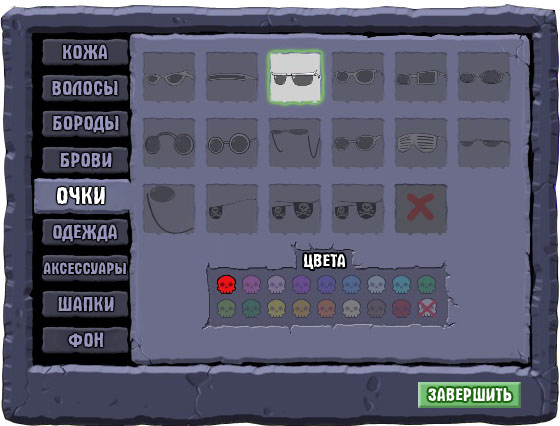 КОЖА
ВОЛОСЫ
БОРОДЫ
БРОВИ
ОЧКИ
ОДЕЖДА
АКСЕССУАРЫ
ШАПКИ
ФОН
ЦВЕТА
ЗАВЕРШИТЬ